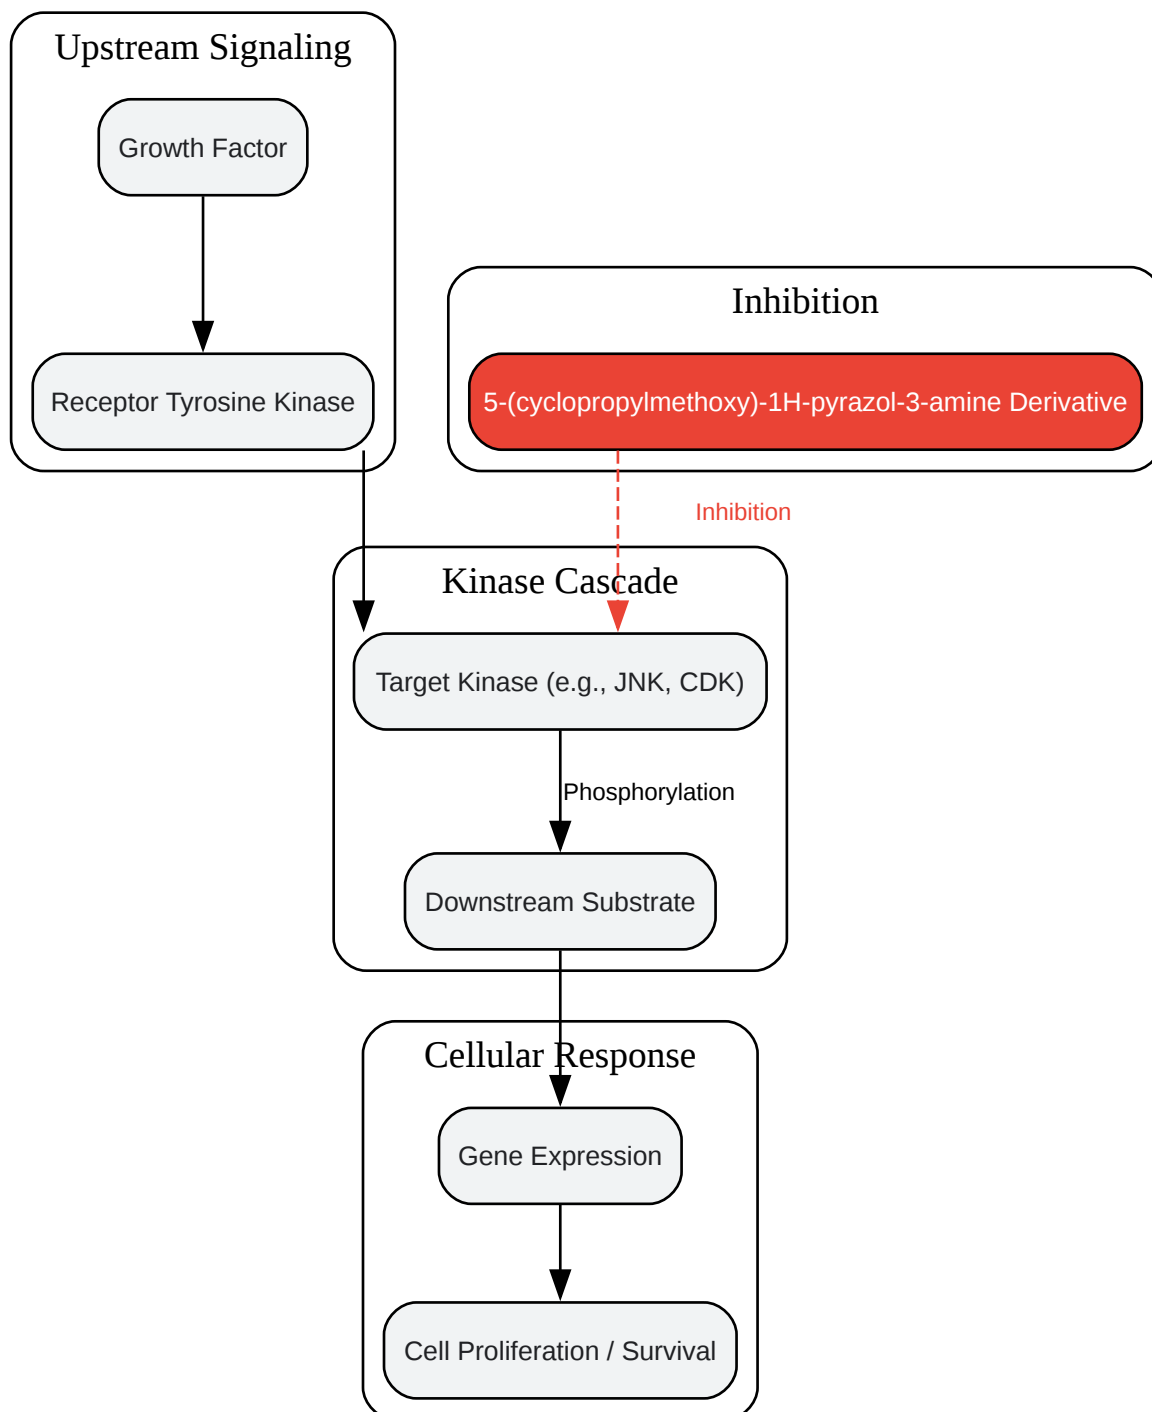 Upstream Signaling
Growth Factor
Receptor Tyrosine Kinase
Inhibition
5-(cyclopropylmethoxy)-1H-pyrazol-3-amine Derivative
Inhibition
Kinase Cascade
Target Kinase (e.g., JNK, CDK)
Phosphorylation
Downstream Substrate
Cellular Response
Gene Expression
Cell Proliferation / Survival